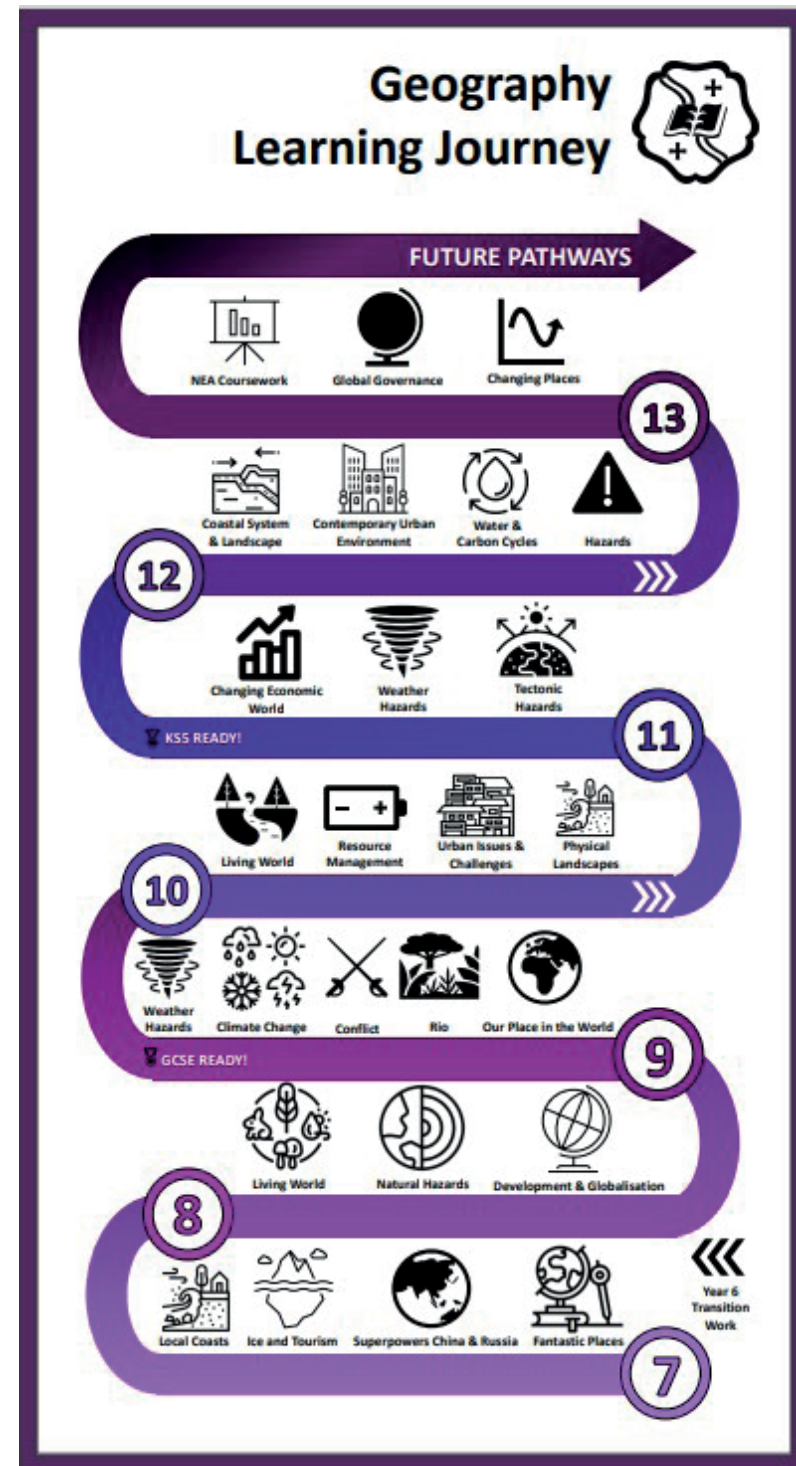 Geography
Learning Journey
FUTURE PATHWAYS
NEA Coursework
Global Governance
Changing Places
13
Coastal System
& Landscape
Contemporary Urban
Environment
Water &
Carbon Cycles
Hazards
12
Changing Economic
World
Weather
Hazards
Tectonic
Hazards
KS5 READY!
11
Living World
Resource
Management
Urban Issues &
Challenges
Physical
Landscapes
10
Weather
Hazards
Climate Change
Conflict
Rio
Our Place in the World
GCSE READY!
9
Living World
Natural Hazards
Development & Globalisation
8
Local Coasts
Ice and Tourism
Superpowers China & Russia
Fantastic Places
Year 6
Transition
Work
7